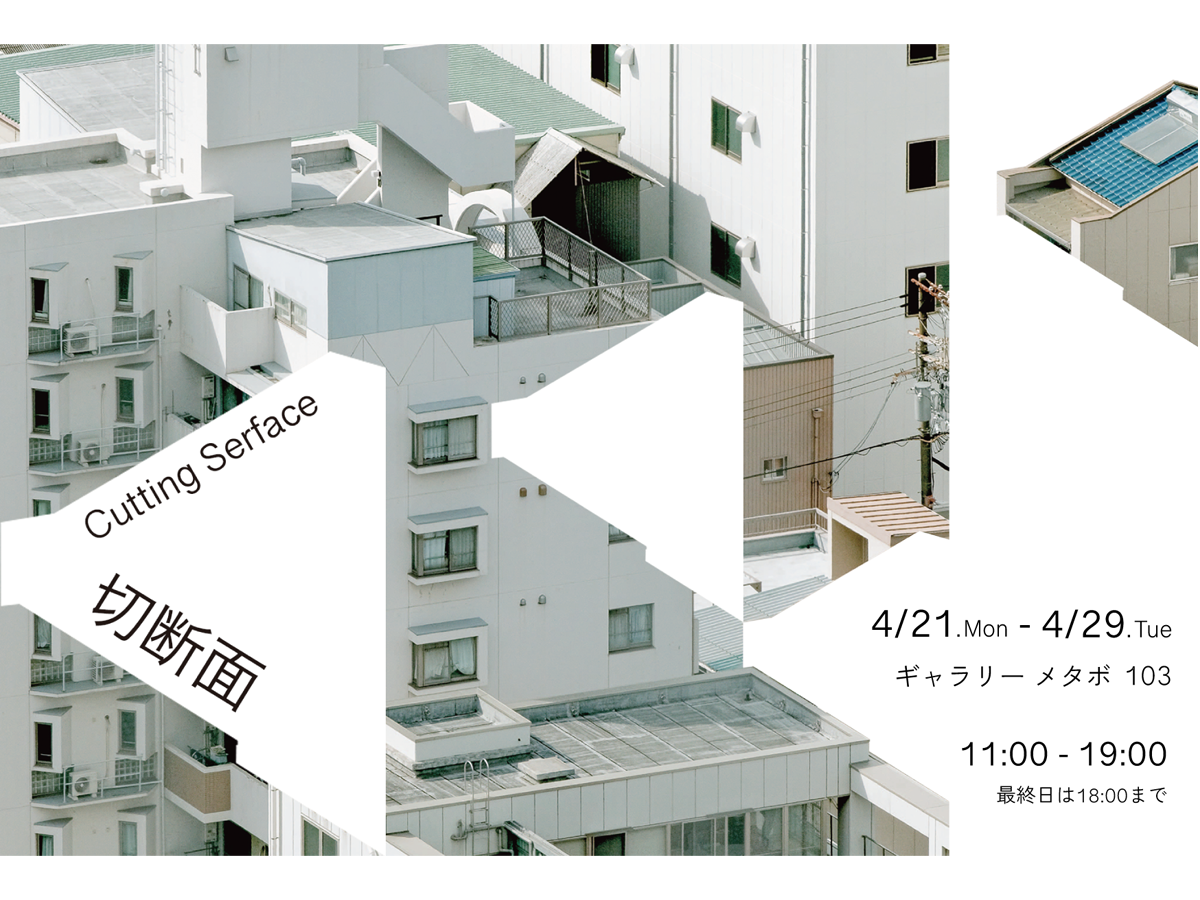 Cutting Serface
切断面
4/21.Mon - 4/29.Tue
ギャラリー メタボ 103
11:00 - 19:00
最終日は18:00まで